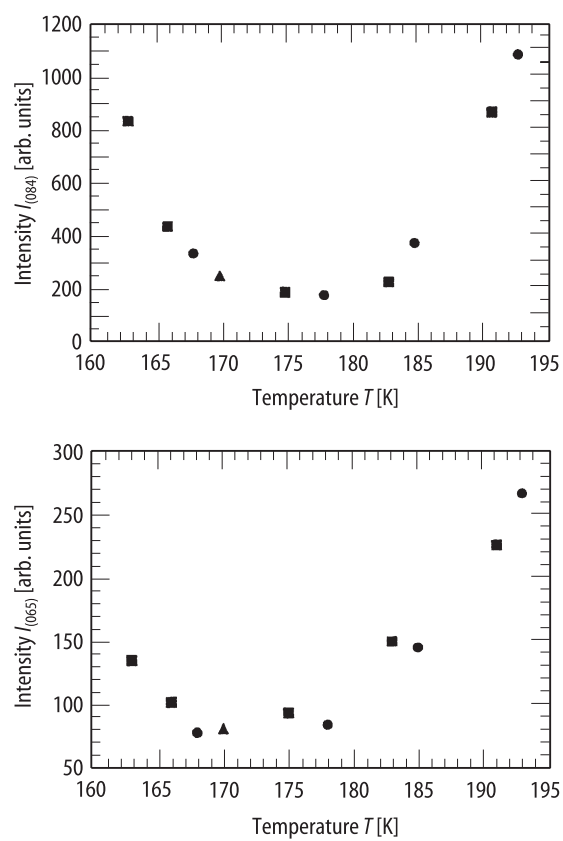 1200
1000
800
600
400
200
0
Intensity I(084) [arb. units]
160 165 170 175 180 185 190 195
Temperature T [K]
300
250
200
150
100
50
Intensity I(065) [arb. units]
160 165 170 175 180 185 190 195
Temperature T [K]